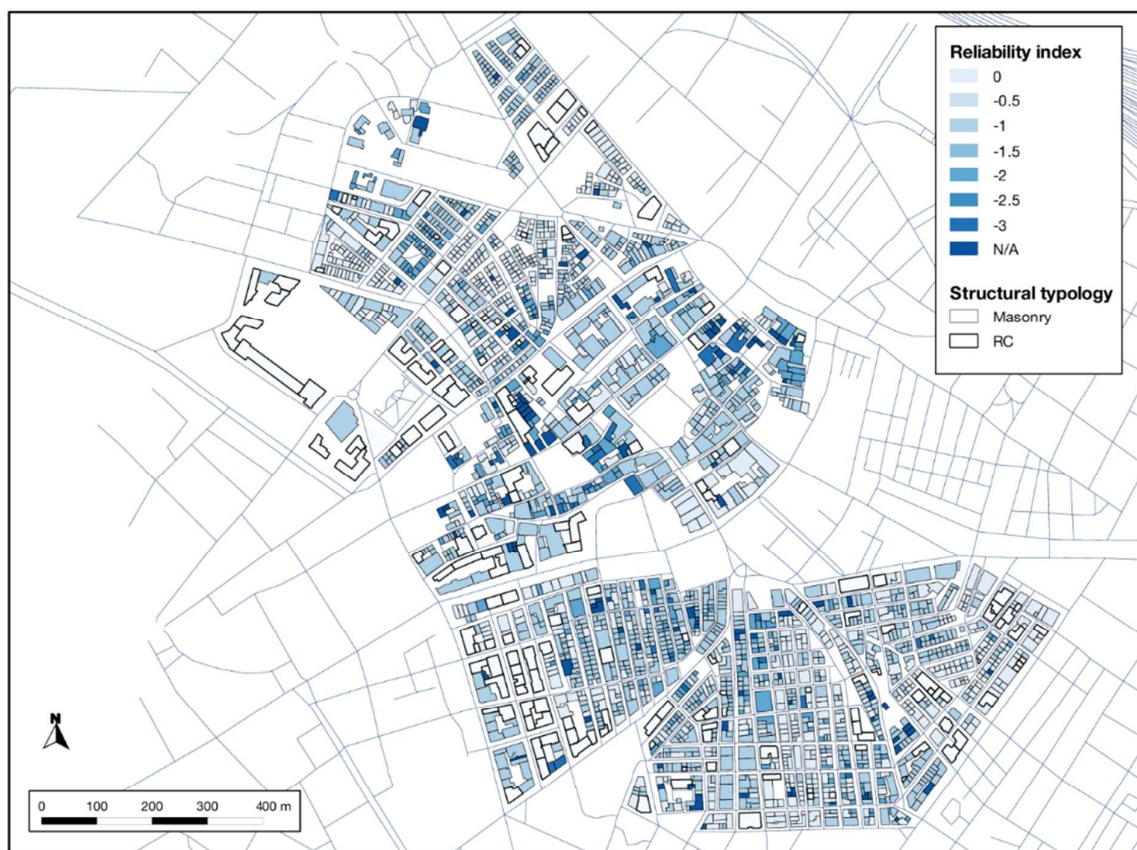 Reliability index
0
-0.5
-1
-1.5
-2
-2.5
-3
N/A
Structural typology
Masonry
RC
N
0 100 200 300 400 m